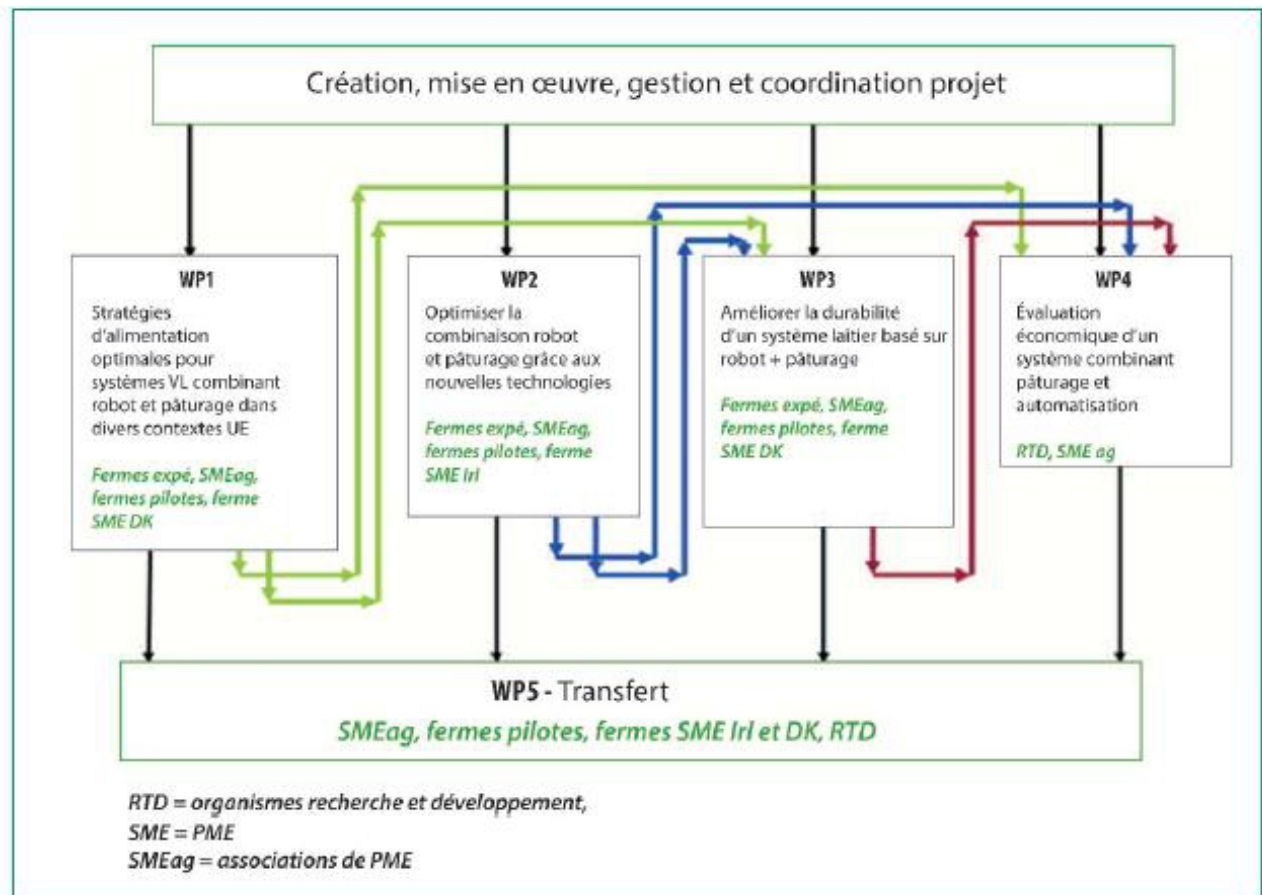 Création, mise en œuvre, gestion et coordination projet
WP1
Stratégies
d'alimentation
optimales pour
systèmes VL combinant
robot et pâturage dans
divers contextes UE
Fermes expé, SMEag,
fermes pilotes, ferme
SME DK
WP2
Optimiser la
combinaison robot
et pâturage grâce aux
nouvelles technologies
Fermes expé, SMEag,
fermes pilotes, ferme
SME Irl
WP3
Améliorer la durabilité
d'un système laitier basé sur
robot + pâturage
Fermes expé, SMEag,
fermes pilotes, ferme
SME DK
WP4
Évaluation
économique d'un
système combinant
pâturage et
automatisation
RTD, SME ag
WP5 - Transfert
SMEag, fermes pilotes, fermes SME Irl et DK, RTD
RTD = organismes recherche et développement,
SME = PME
SMEag = associations de PME